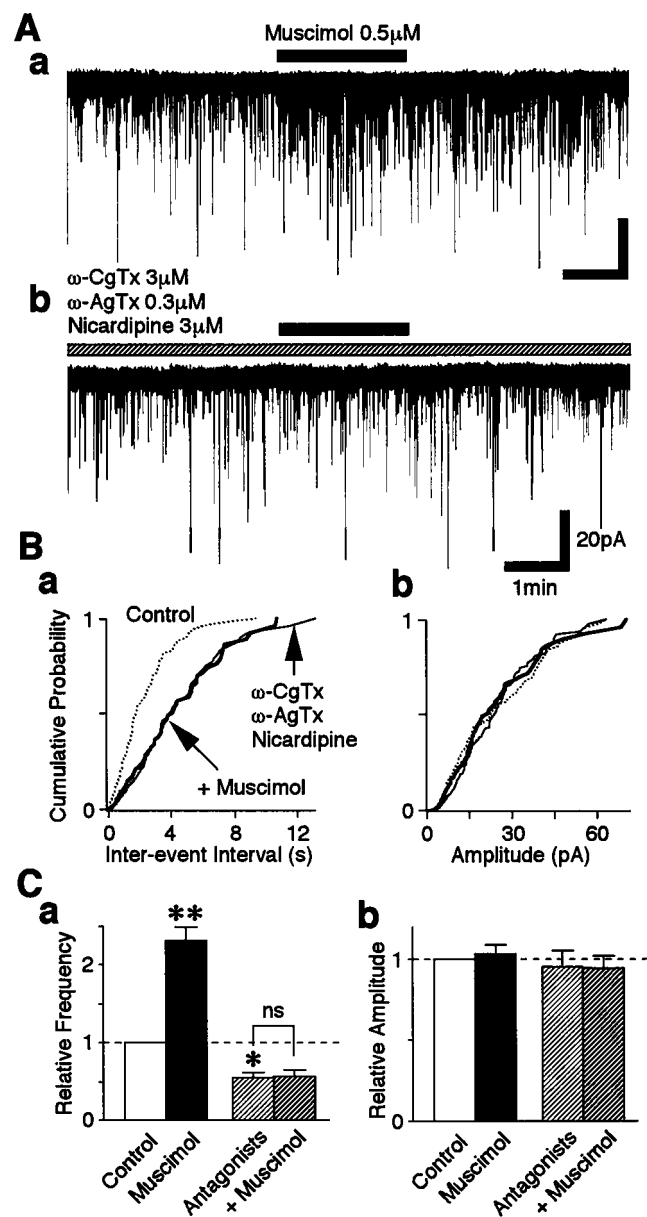 A
Muscimol 0.5μM
a
ω-CgTx 3μM
b
ω-AgTx 0.3μM
Nicardipine 3μM
20pA
1min
B
a
b
Cumulative Probability
1
0
Control
ω-CgTx
ω-AgTx
Nicardipine
+ Muscimol
0 4 8 12
Inter-event Interval (s)
1
0
0 30 60
Amplitude (pA)
C
a
b
Relative Frequency
2
1
0
**
*
ns
Control
Muscimol
Antagonists
+ Muscimol
Relative Amplitude
1
0
Control
Muscimol
Antagonists
+ Muscimol